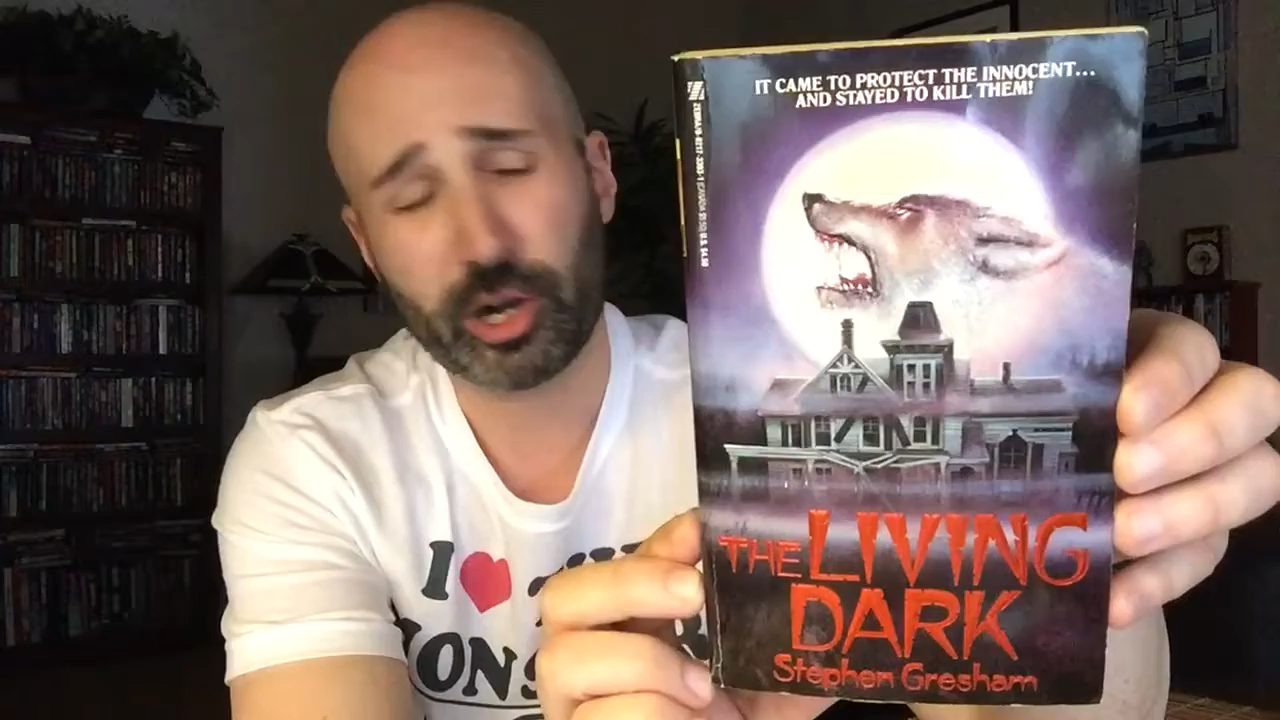 IT CAME TO PROTECT THE INNOCENT...
AND STAYED TO KILL THEM!
THE LIVING
DARK
Stephen Gresham
I